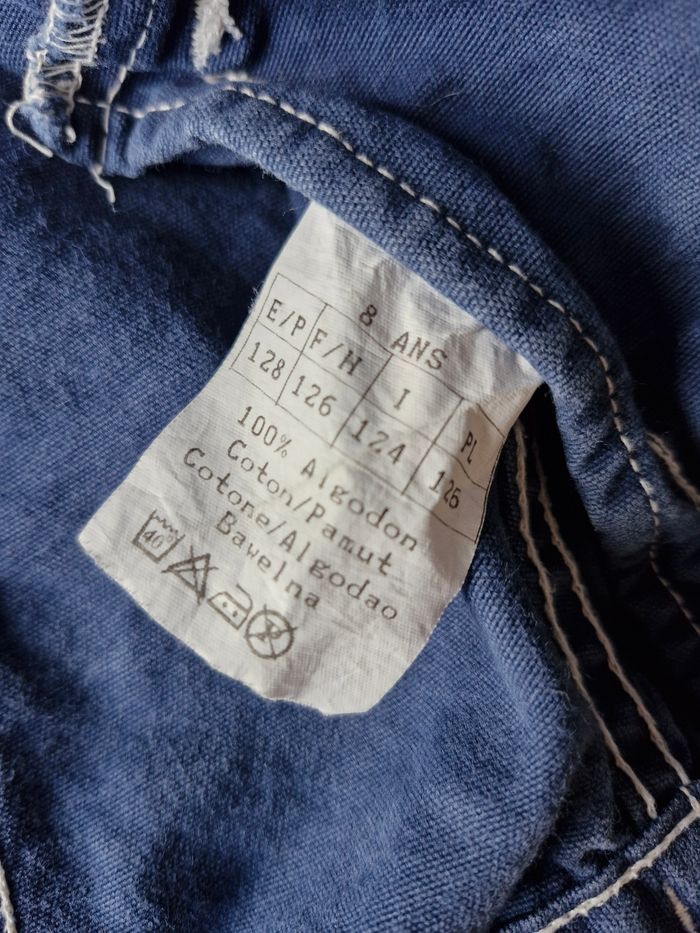 8 ANS
E/P F/H I PL
128 126 124 126
100% Algodon
Coton/Pamut
Cotone/Algodao
Bawelna
40